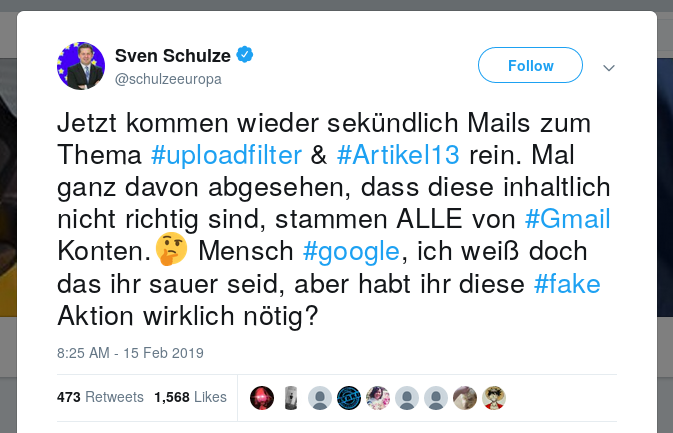 Sven Schulze
@schulzeeuropa
Follow
Jetzt kommen wieder sekündlich Mails zum
Thema #uploadfilter & #Artikel13 rein. Mal
ganz davon abgesehen, dass diese inhaltlich
nicht richtig sind, stammen ALLE von #Gmail
Konten.🤔 Mensch #google, ich weiß doch
das ihr sauer seid, aber habt ihr diese #fake
Aktion wirklich nötig?
8:25 AM - 15 Feb 2019
473 Retweets 1,568 Likes